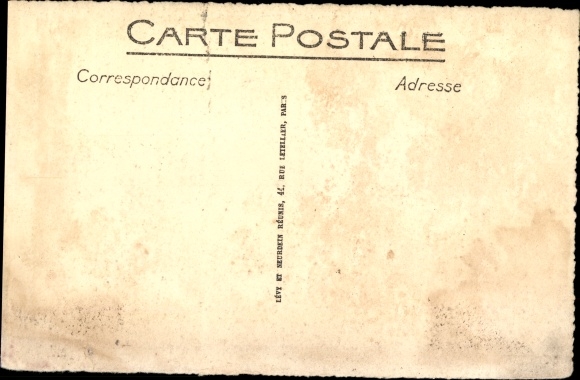 CARTE POSTALE
Correspondance
Adresse
LÉVY ET NEURDEIN RÉUNIS, 44, RUE LETELLIER, PARIS